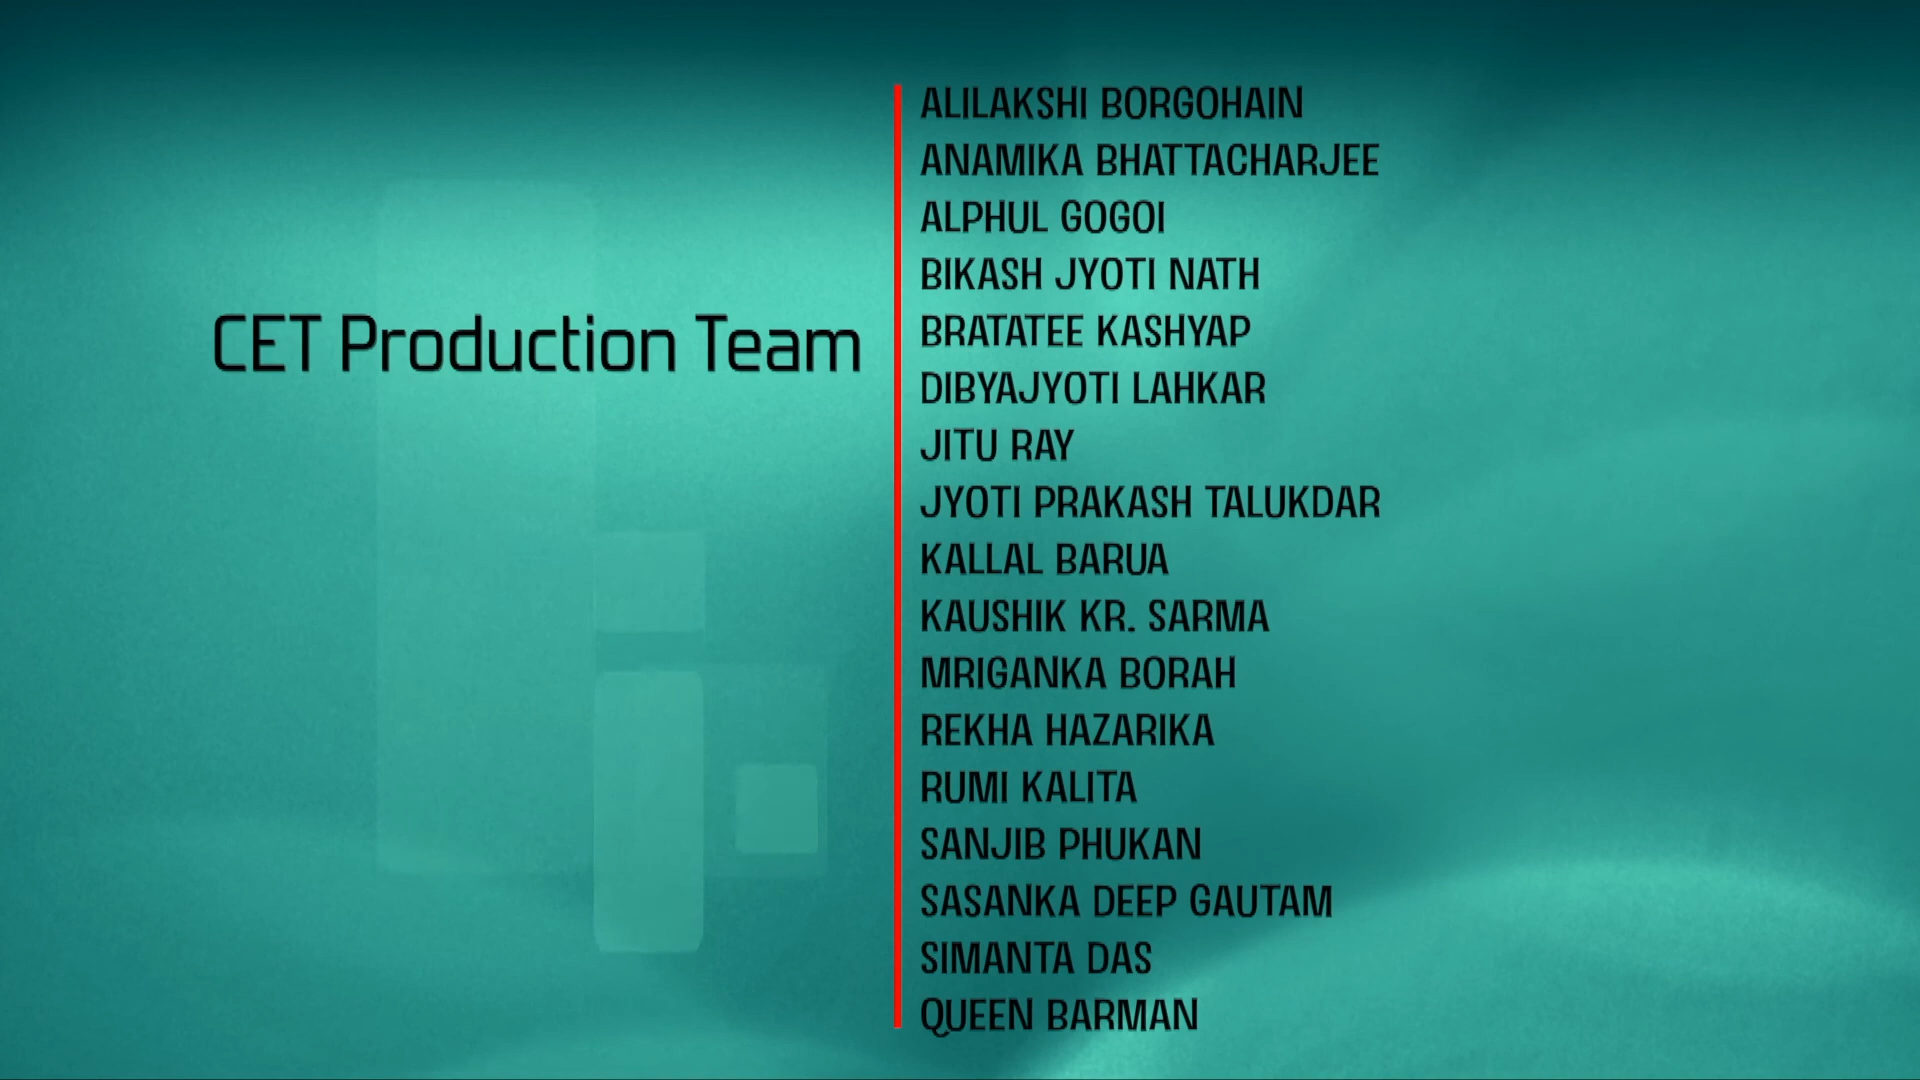 CET Production Team
ALILAKSHI BORGOHAIN
ANAMIKA BHATTACHARJEE
ALPHUL GOGOI
BIKASH JYOTI NATH
BRATATEE KASHYAP
DIBYAJYOTI LAHKAR
JITU RAY
JYOTI PRAKASH TALUKDAR
KALLAL BARUA
KAUSHIK KR. SARMA
MRIGANKA BORAH
REKHA HAZARIKA
RUMI KALITA
SANJIB PHUKAN
SASANKA DEEP GAUTAM
SIMANTA DAS
QUEEN BARMAN